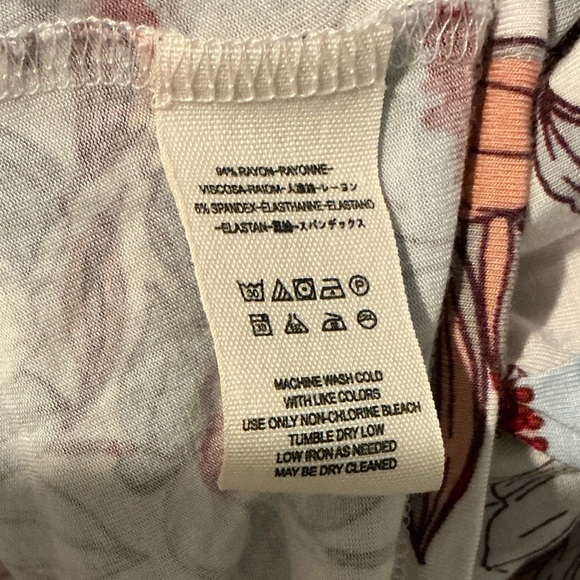 94% RAYON-RAYONNE-
VISCOSA-RAIOM-人造絲-レーヨン
6% SPANDEX-ELASTHANNE-ELASTANO
-ELASTAN-スパンデックス
30 P
30
MACHINE WASH COLD
WITH LIKE COLORS
USE ONLY NON-CHLORINE BLEACH
TUMBLE DRY LOW
LOW IRON AS NEEDED
MAY BE DRY CLEANED